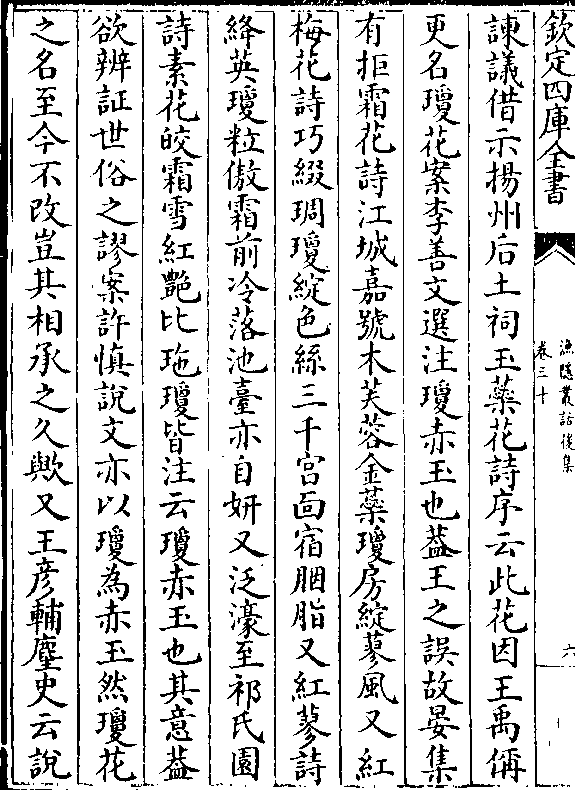 欽定四庫全書
漁隱叢話後集
卷三十
六
諫議借示揚州后土祠玉蘂花詩序云此花因王禹偁
更名瓊花案李善文選注瓊赤玉也葢王之誤故晏集
有拒霜花詩江城嘉號木芙蓉金蘂瓊房綻蓼風又紅
梅花詩巧綴琱瓊綻色絲三千宮面宿胭脂又紅蓼詩
絳英瓊粒傲霜前冷落池臺亦自妍又泛濠至祁氏園
詩素花皎霜雪紅艷比瓊瑤皆注云瓊赤玉也其意葢
欲辨証世俗之謬案許慎說文亦以瓊為赤玉然瓊花
之名至今不改豈其相承之久歟又王彦輔麈史云說